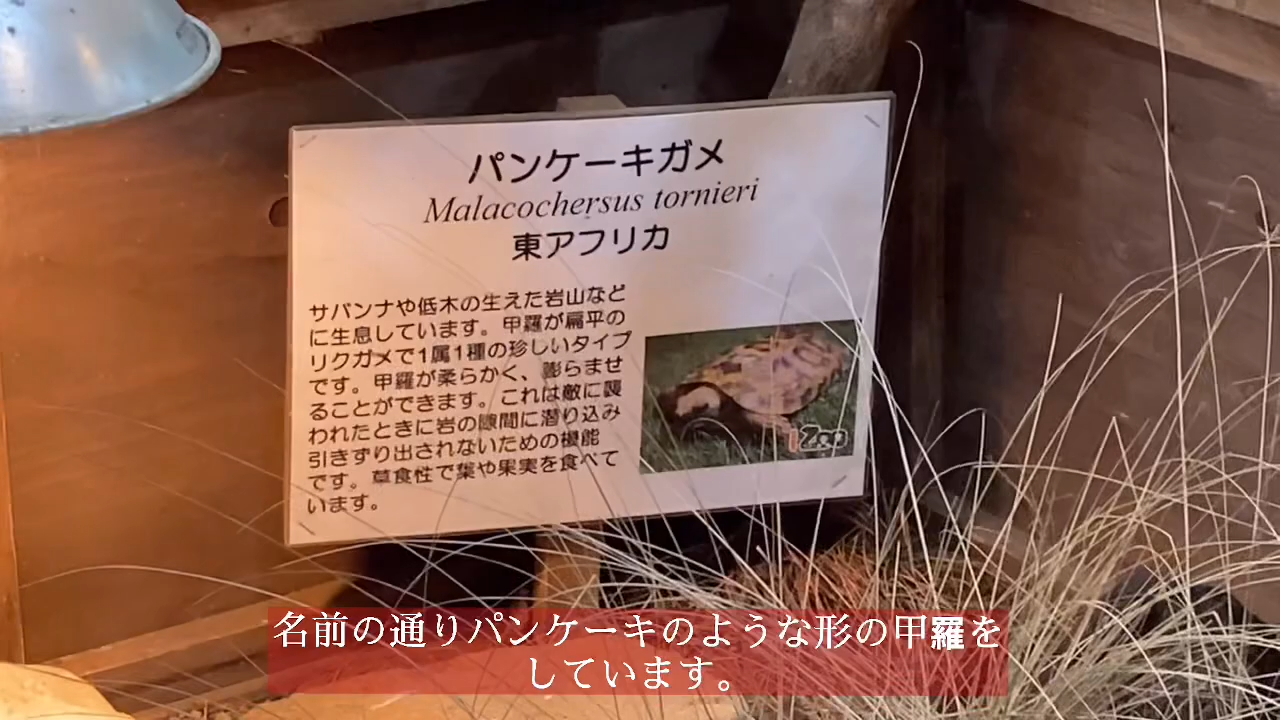 パンケーキガメ
Malacochersus tornieri
東アフリカ
サバンナや低木の生えた岩山など
に生息しています。甲羅が扁平の
リクガメで1属1種の珍しいタイプ
です。甲羅が柔らかく、膨らませ
ることができます。これは敵に襲
われたときに岩の隙間に潜り込み
引きずり出されないための機能
です。草食性で葉や果実を食べて
います。
iZoo
名前の通りパンケーキのような形の甲羅を
しています。